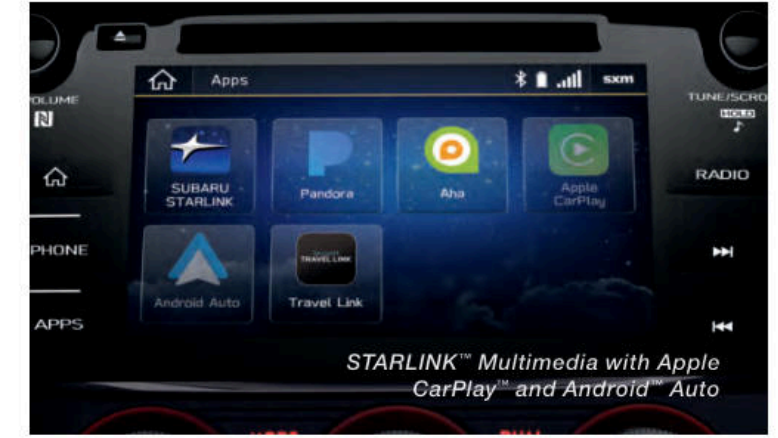 Apps
sxm
VOLUME
TUNE/SCRO
HOLD
SUBARU
STARLINK
Pandora
Aha
Apple
CarPlay
RADIO
PHONE
TRAVEL LINK
Android Auto
Travel Link
APPS
STARLINK™ Multimedia with Apple
CarPlay™ and Android™ Auto